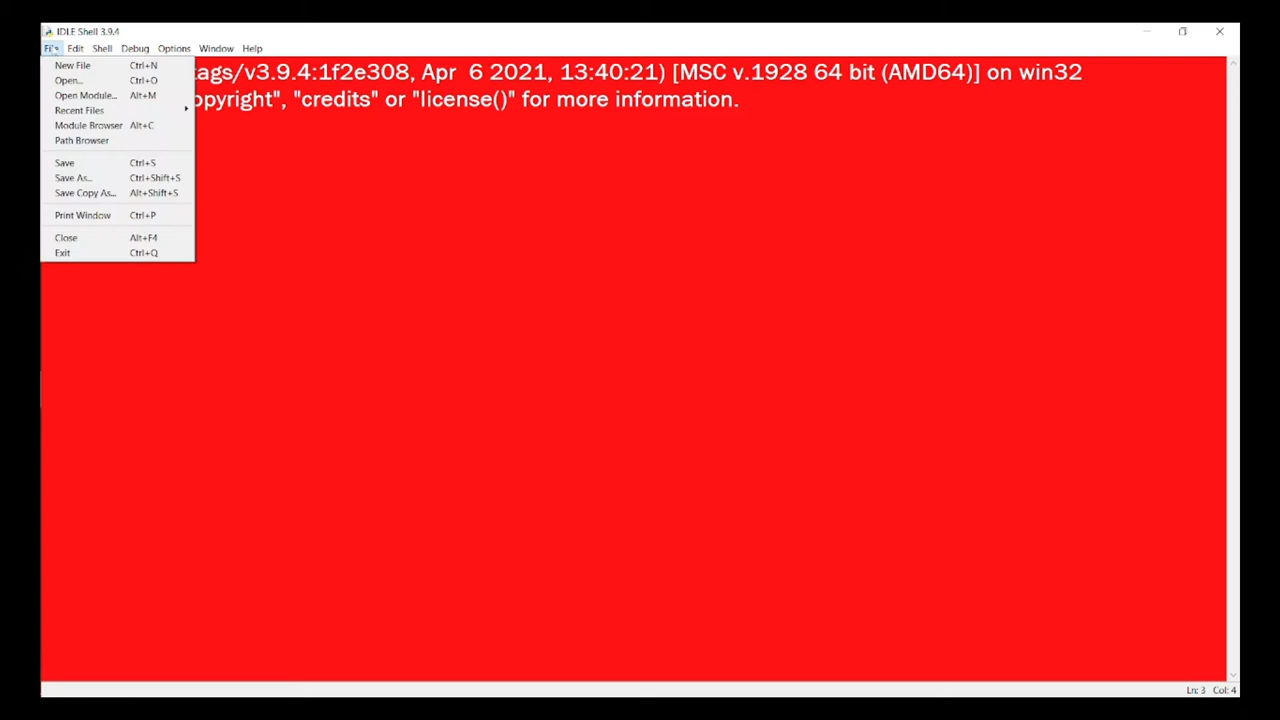 IDLE Shell 3.9.4
File Edit Shell Debug Options Window Help
New File Ctrl+N
Open... Ctrl+O
Open Module... Alt+M
Recent Files
Module Browser Alt+C
Path Browser
Save Ctrl+S
Save As... Ctrl+Shift+S
Save Copy As... Alt+Shift+S
Print Window Ctrl+P
Close Alt+F4
Exit Ctrl+Q
tags/v3.9.4:1f2e308, Apr 6 2021, 13:40:21) [MSC v.1928 64 bit (AMD64)] on win32
opyright", "credits" or "license()" for more information.
Ln: 3 Col: 4